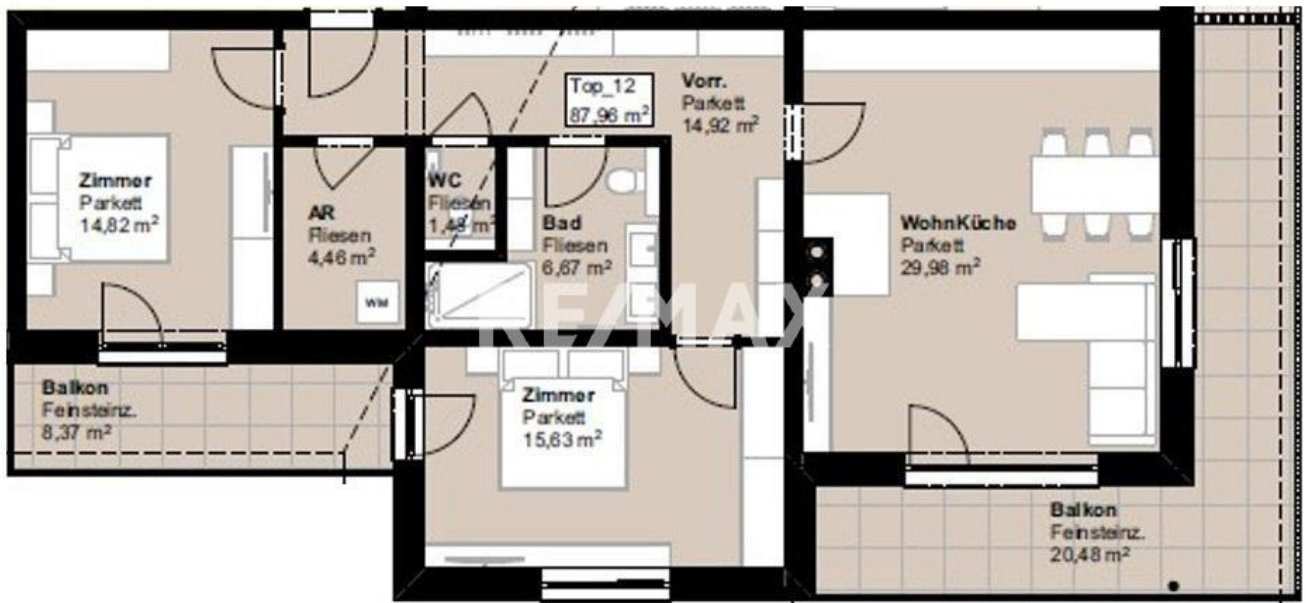 Top_12
87,96 m²
Vorr.
Parkett
14,92 m²
Zimmer
Parkett
14,82 m²
AR
Fliesen
4,46 m²
WM
WC
Fliesen
1,48 m²
Bad
Fliesen
6,67 m²
WohnKüche
Parkett
29,98 m²
RE/MAX
Balkon
Feinsteinz.
8,37 m²
Zimmer
Parkett
15,63 m²
Balkon
Feinsteinz.
20,48 m²